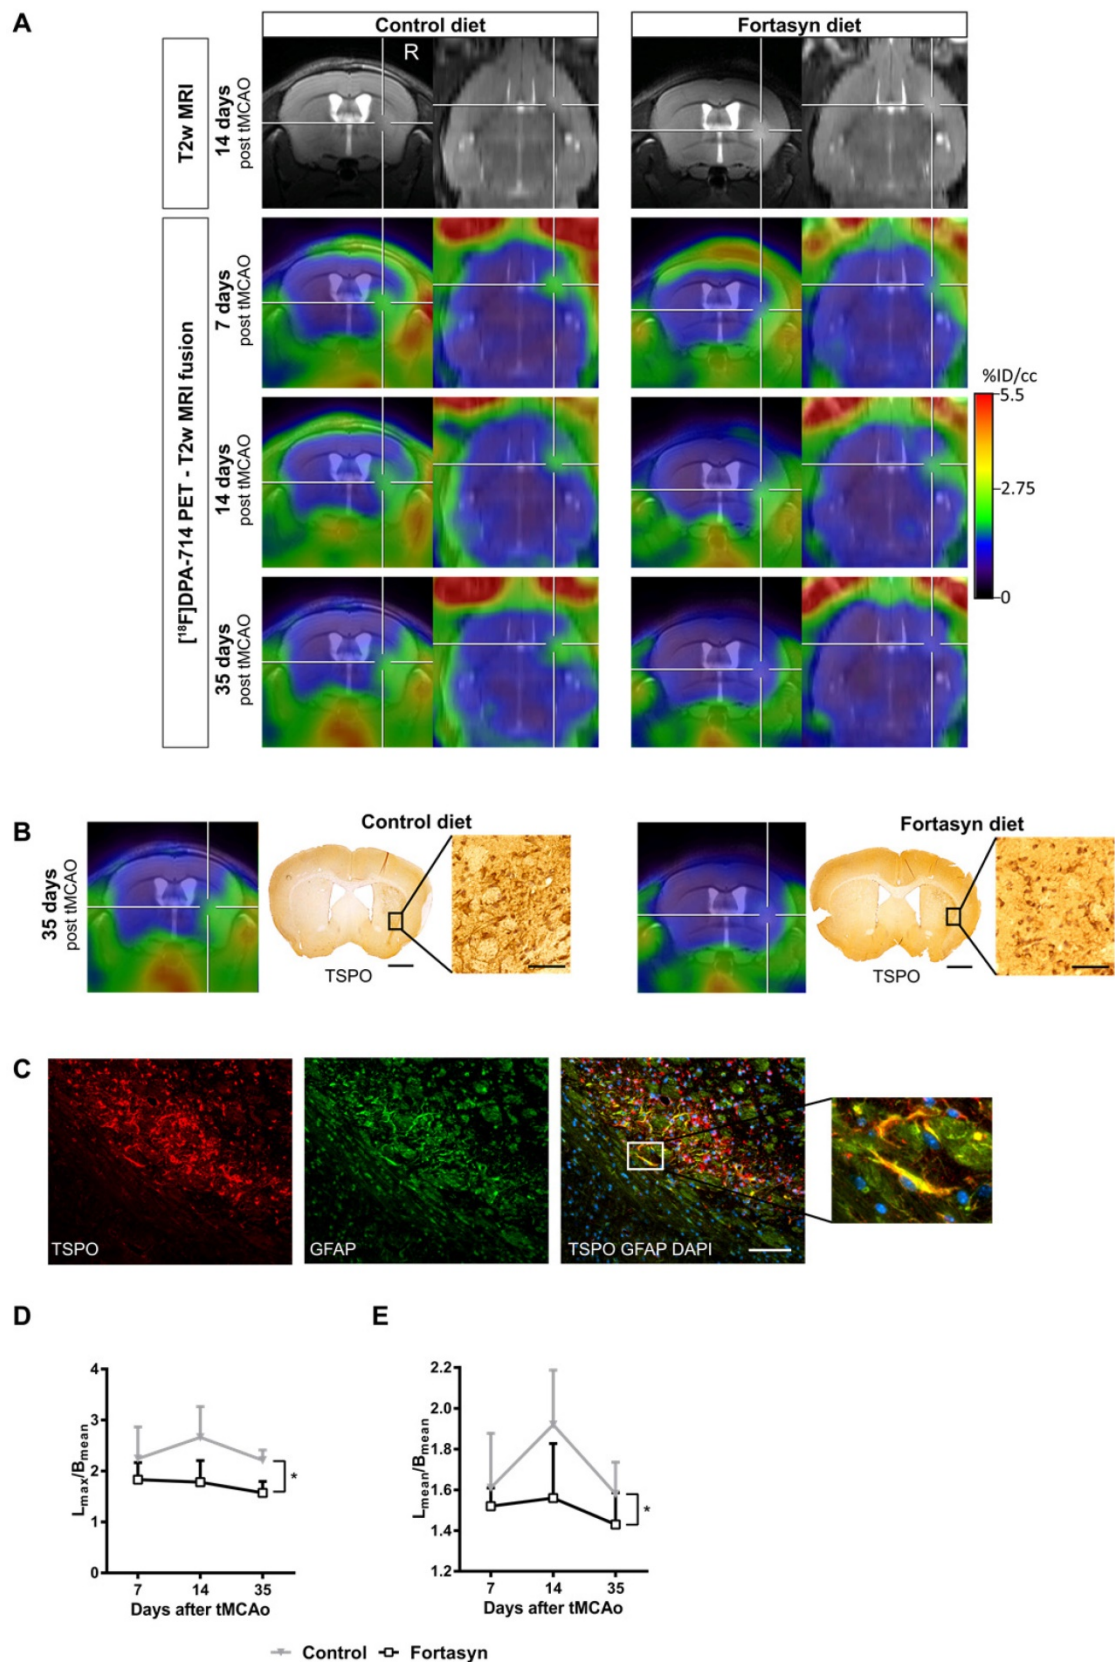 A
Control diet
Fortasyn diet
T2w MRI
14 days
post tMCAO
R
[¹⁸F]DPA-714 PET - T2w MRI fusion
7 days
post tMCAO
14 days
post tMCAO
35 days
post tMCAO
%ID/cc
5.5
2.75
0
B
Control diet
Fortasyn diet
35 days
post tMCAO
TSPO
TSPO
C
TSPO
GFAP
TSPO GFAP DAPI
D
Lmax/Bmean
4
3
2
1
0
*
7 14 35
Days after tMCAo
E
Lmean/Bmean
2.2
2.0
1.8
1.6
1.4
1.2
*
7 14 35
Days after tMCAo
Control Fortasyn